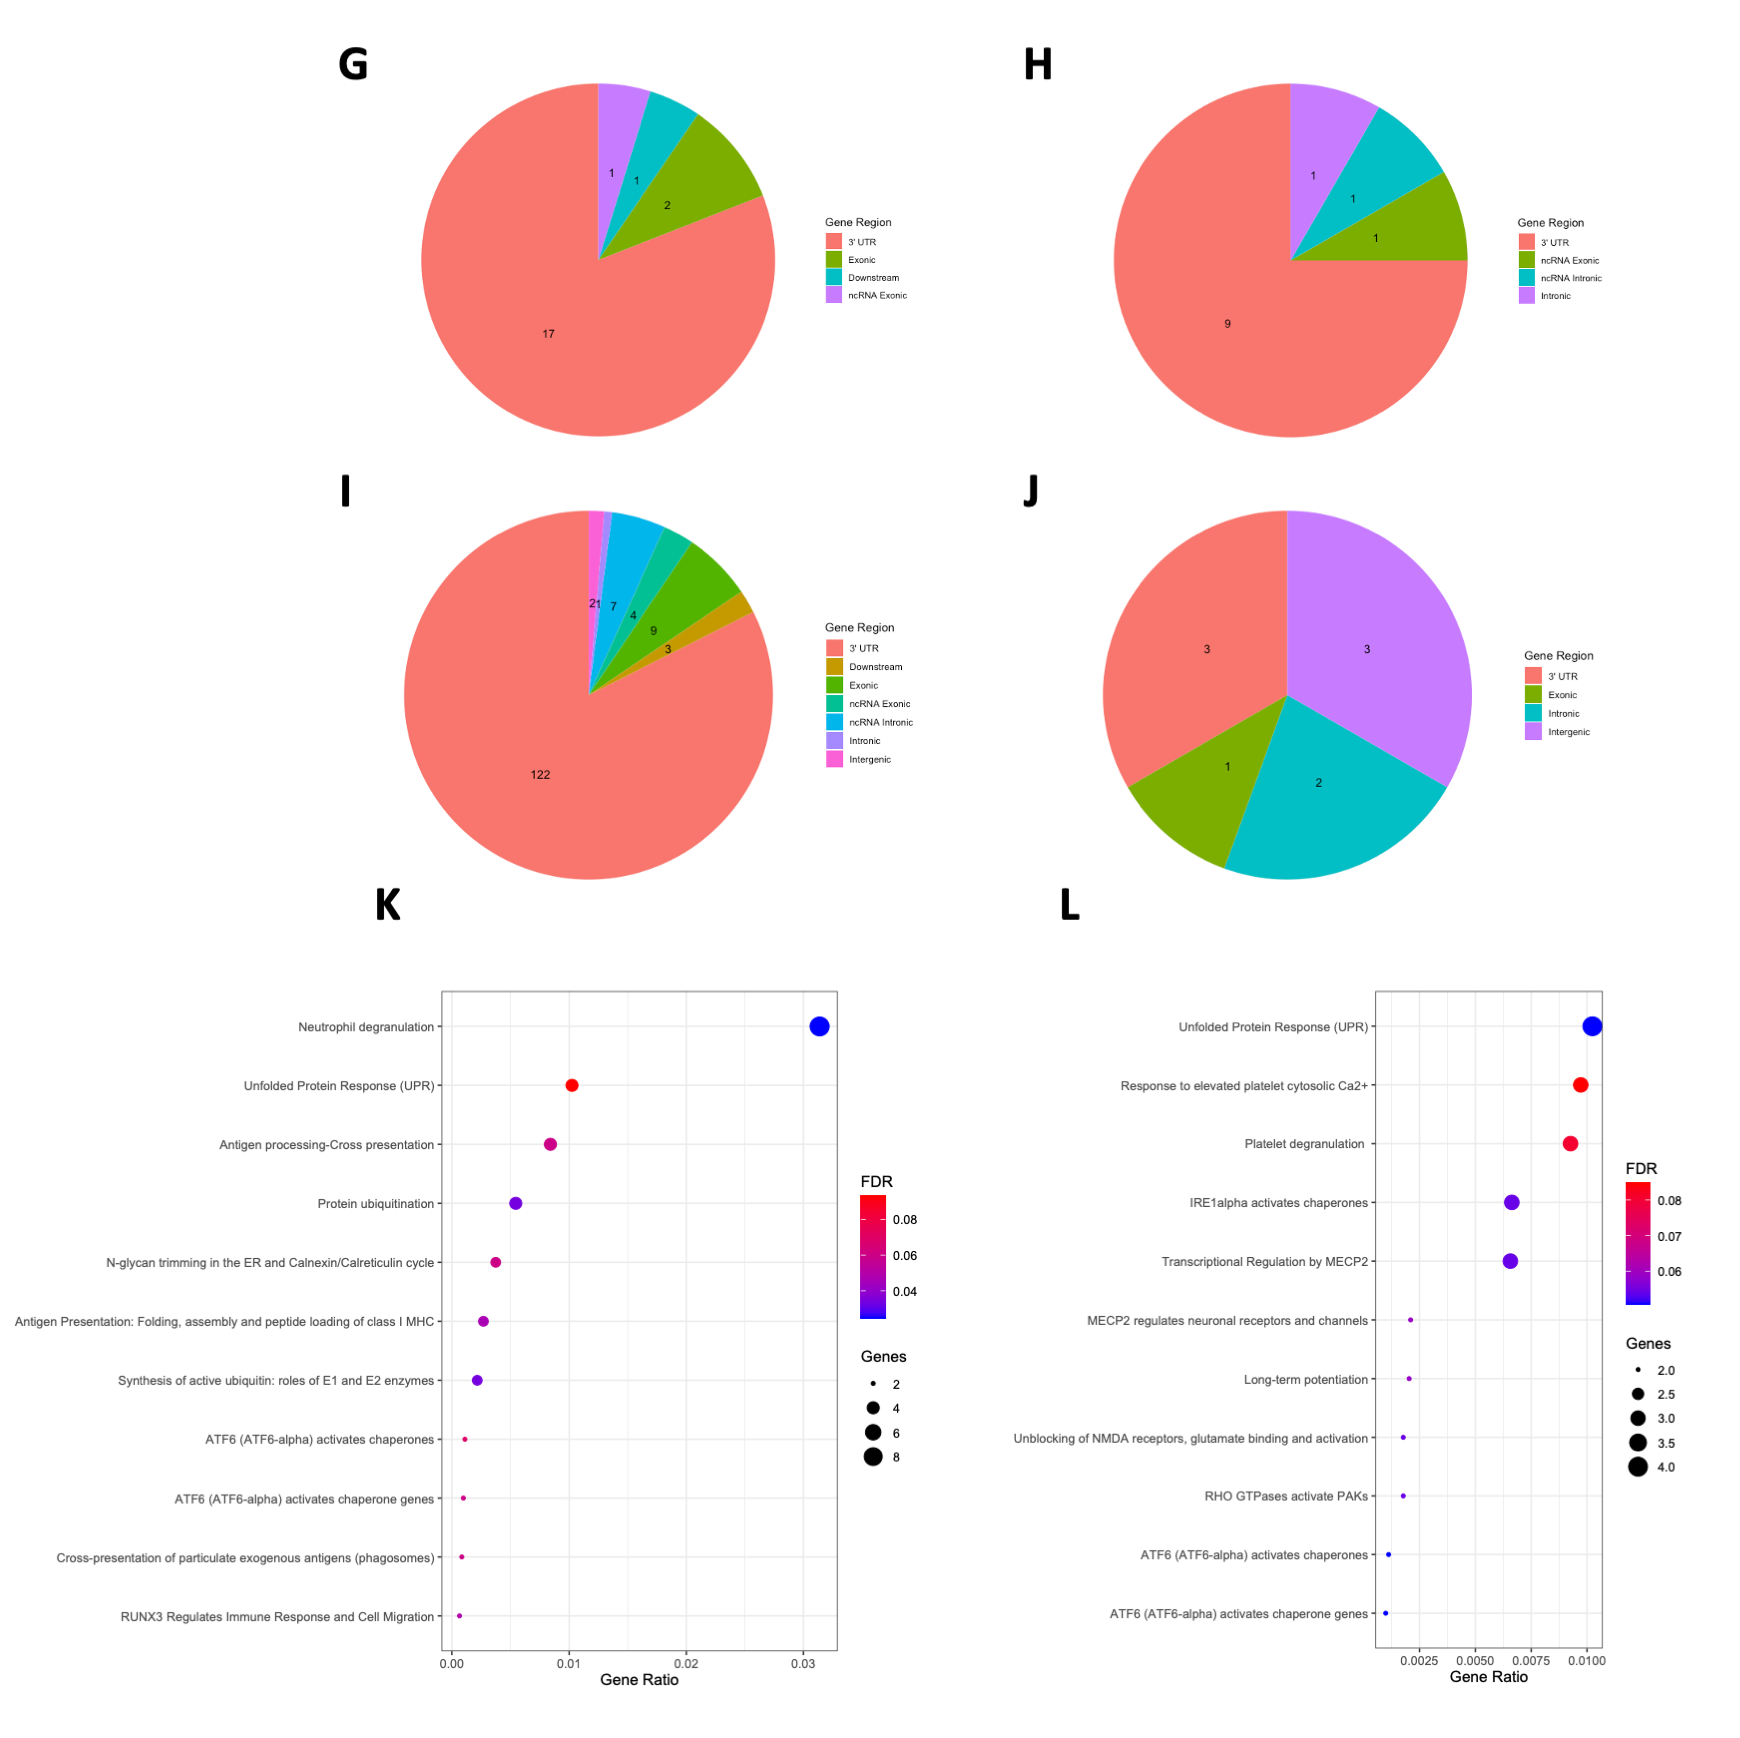 G
1
1
2
17
Gene Region
3' UTR
Exonic
Downstream
ncRNA Exonic
H
1
1
1
9
Gene Region
3' UTR
ncRNA Exonic
ncRNA Intronic
Intronic
I
2
1
7
4
9
3
122
Gene Region
3' UTR
Downstream
Exonic
ncRNA Exonic
ncRNA Intronic
Intronic
Intergenic
J
3
3
1
2
Gene Region
3' UTR
Exonic
Intronic
Intergenic
K
Neutrophil degranulation
Unfolded Protein Response (UPR)
Antigen processing-Cross presentation
Protein ubiquitination
N-glycan trimming in the ER and Calnexin/Calreticulin cycle
Antigen Presentation: Folding, assembly and peptide loading of class I MHC
Synthesis of active ubiquitin: roles of E1 and E2 enzymes
ATF6 (ATF6-alpha) activates chaperones
ATF6 (ATF6-alpha) activates chaperone genes
Cross-presentation of particulate exogenous antigens (phagosomes)
RUNX3 Regulates Immune Response and Cell Migration
0.00 0.01 0.02 0.03
Gene Ratio
FDR
0.08
0.06
0.04
Genes
2
4
6
8
L
Unfolded Protein Response (UPR)
Response to elevated platelet cytosolic Ca2+
Platelet degranulation
IRE1alpha activates chaperones
Transcriptional Regulation by MECP2
MECP2 regulates neuronal receptors and channels
Long-term potentiation
Unblocking of NMDA receptors, glutamate binding and activation
RHO GTPases activate PAKs
ATF6 (ATF6-alpha) activates chaperones
ATF6 (ATF6-alpha) activates chaperone genes
0.0025 0.0050 0.0075 0.0100
Gene Ratio
FDR
0.08
0.07
0.06
Genes
2.0
2.5
3.0
3.5
4.0